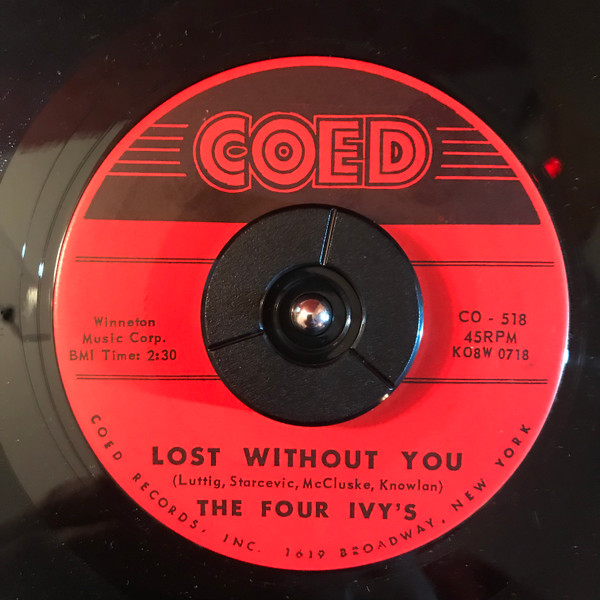 COED
Winneton
Music Corp.
BMI Time: 2:30
CO - 518
45RPM
KO8W 0718
LOST WITHOUT YOU
(Luttig, Starcevic, McCluske, Knowlan)
THE FOUR IVY'S
COED RECORDS, INC. 1619 BROADWAY, NEW YORK